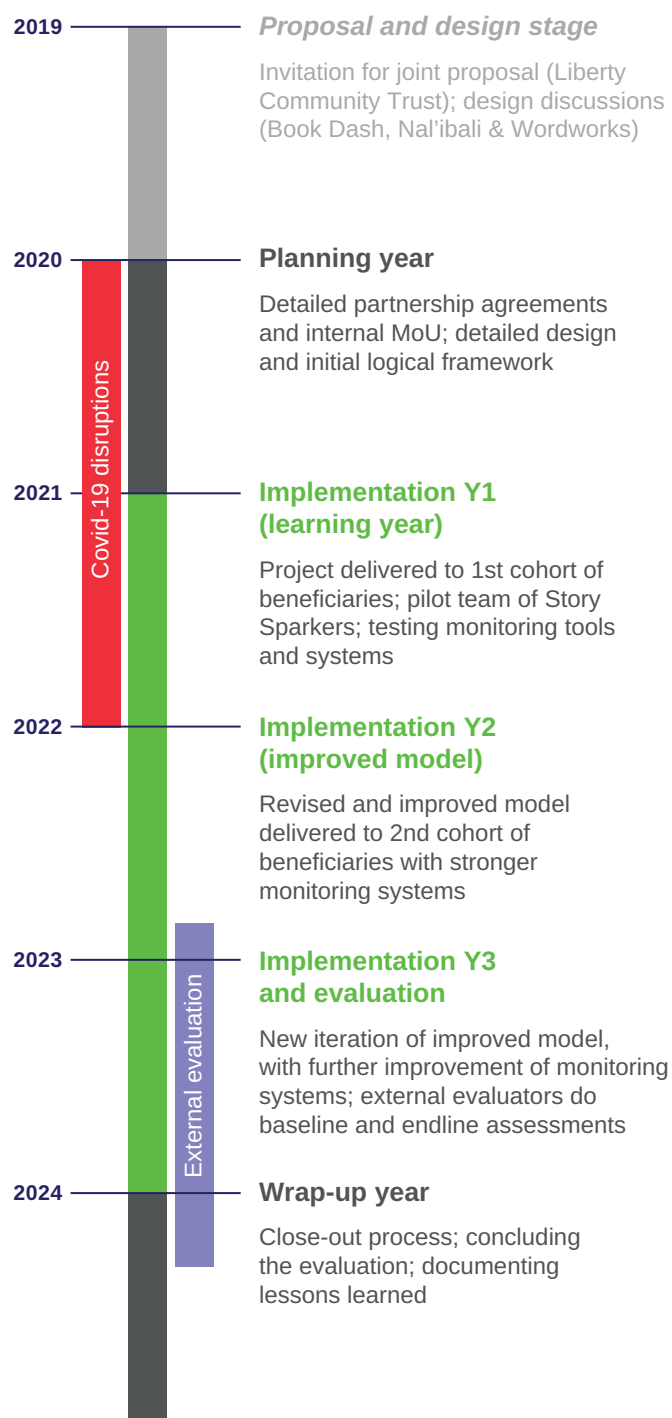 2019
Proposal and design stage
Invitation for joint proposal (Liberty
Community Trust); design discussions
(Book Dash, Nal’ibali & Wordworks)
2020
Planning year
Detailed partnership agreements
and internal MoU; detailed design
and initial logical framework
Covid-19 disruptions
2021
Implementation Y1
(learning year)
Project delivered to 1st cohort of
beneficiaries; pilot team of Story
Sparkers; testing monitoring tools
and systems
2022
Implementation Y2
(improved model)
Revised and improved model
delivered to 2nd cohort of
beneficiaries with stronger
monitoring systems
2023
Implementation Y3
and evaluation
New iteration of improved model,
with further improvement of monitoring
systems; external evaluators do
baseline and endline assessments
External evaluation
2024
Wrap-up year
Close-out process; concluding
the evaluation; documenting
lessons learned